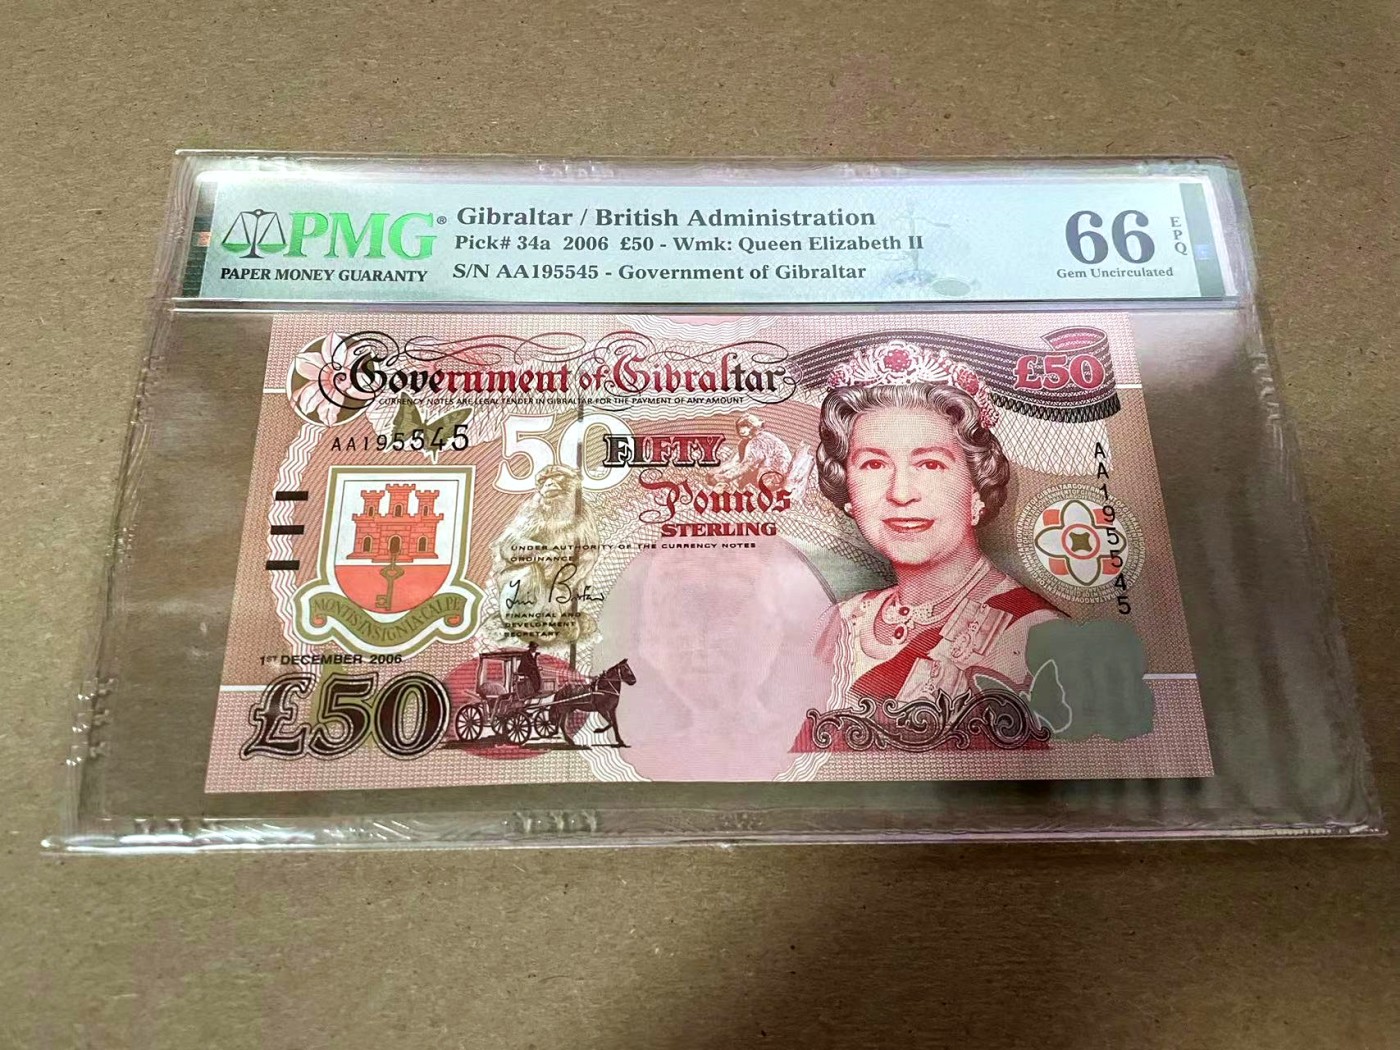 PMG®
PAPER MONEY GUARANTY
Gibraltar / British Administration
Pick# 34a 2006 £50 - Wmk: Queen Elizabeth II
S/N AA195545 - Government of Gibraltar
66
Gem Uncirculated
EPQ
Government of Gibraltar
CURRENCY NOTES ARE LEGAL TENDER IN GIBRALTAR FOR THE PAYMENT OF ANY AMOUNT
£50
AA195545
50
FIFTY
Pounds
STERLING
UNDER AUTHORITY OF THE CURRENCY NOTES
ORDINANCE
FINANCIAL AND
DEVELOPMENT
SECRETARY
AA195545
MONTIS INSIGNIA CALPE
1ST DECEMBER 2006
£50